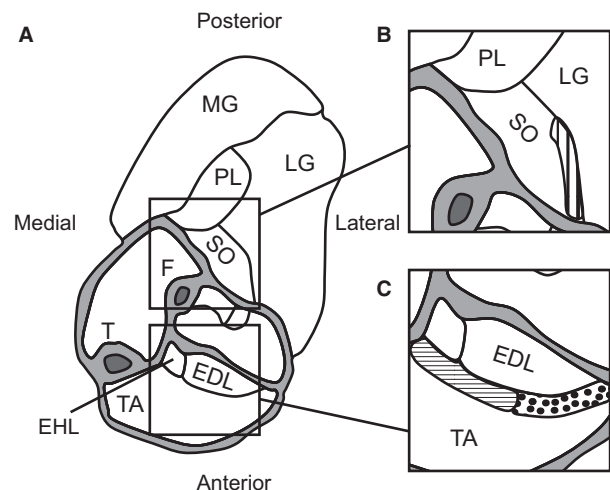 A
Posterior
MG
PL
LG
Medial
Lateral
SO
F
T
EDL
TA
EHL
Anterior
B
PL
LG
SO
C
EDL
TA